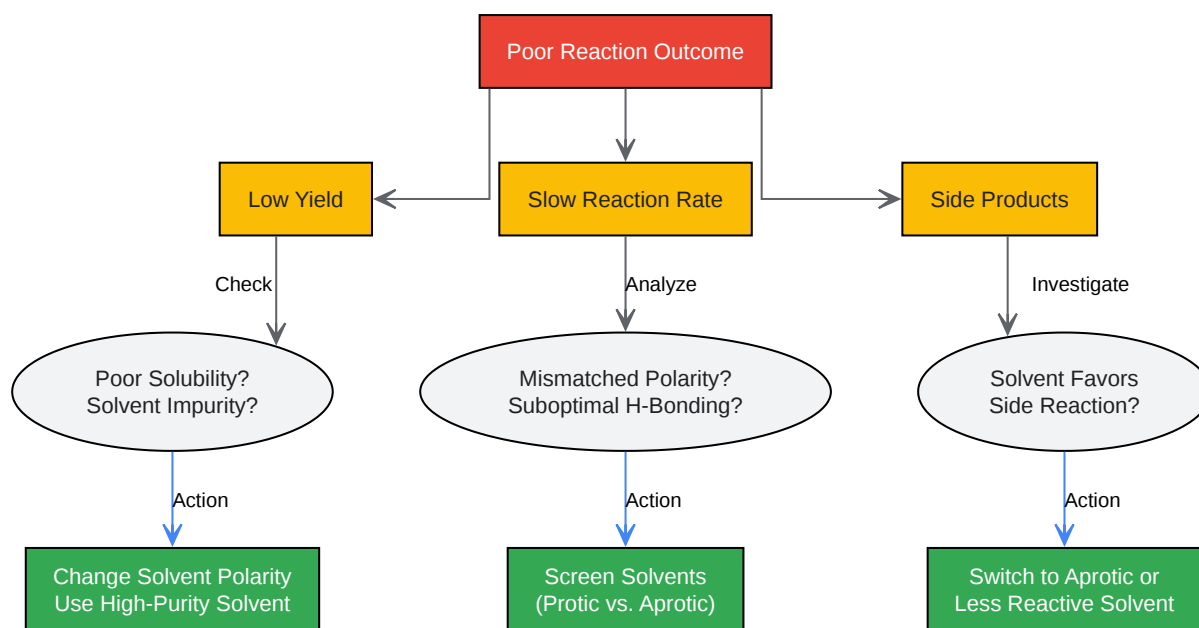 Poor Reaction Outcome
Low Yield
Slow Reaction Rate
Side Products
Check
Analyze
Investigate
Poor Solubility?
Solvent Impurity?
Mismatched Polarity?
Suboptimal H-Bonding?
Solvent Favors
Side Reaction?
Action
Action
Action
Change Solvent Polarity
Use High-Purity Solvent
Screen Solvents
(Protic vs. Aprotic)
Switch to Aprotic or
Less Reactive Solvent